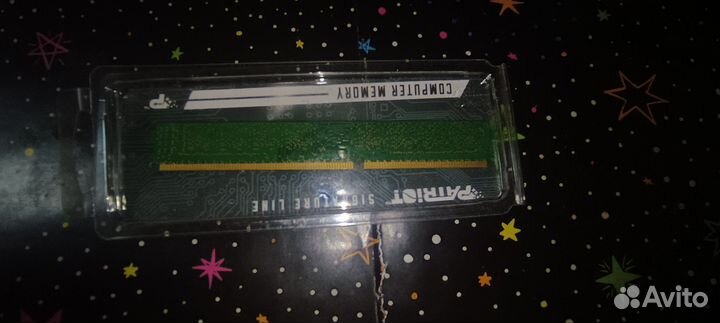 COMPUTER MEMORY
PATRIOT
SIGNATURE LINE
Avito